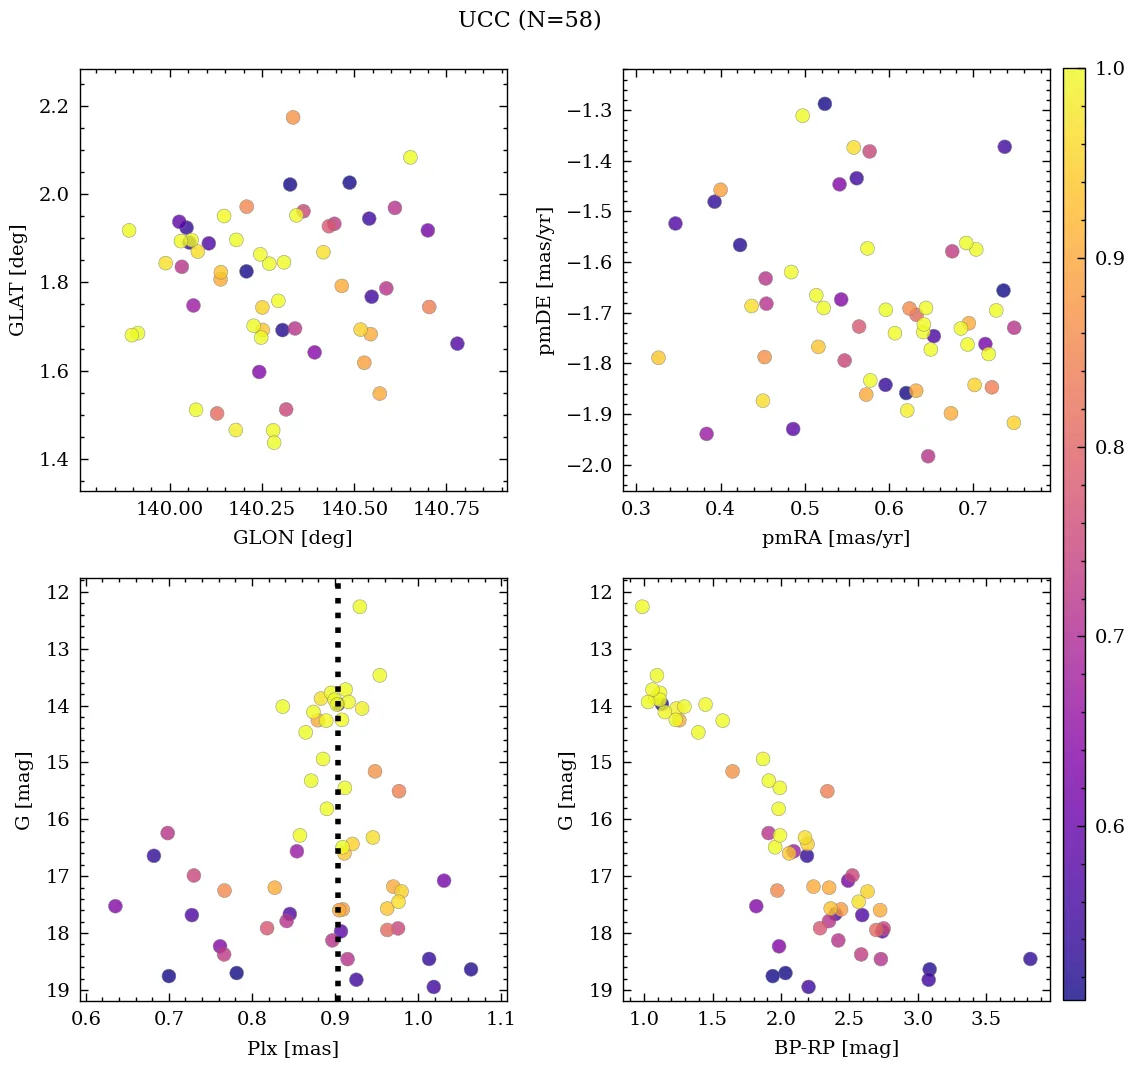 UCC (N=58)
2.2
2.0
1.8
1.6
1.4
140.00 140.25 140.50 140.75
GLON [deg]
GLAT [deg]
−1.3
−1.4
−1.5
−1.6
−1.7
−1.8
−1.9
−2.0
0.3 0.4 0.5 0.6 0.7
pmRA [mas/yr]
pmDE [mas/yr]
1.0
0.9
0.8
0.7
0.6
12
13
14
15
16
17
18
19
0.6 0.7 0.8 0.9 1.0 1.1
Plx [mas]
G [mag]
12
13
14
15
16
17
18
19
1.0 1.5 2.0 2.5 3.0 3.5
BP-RP [mag]
G [mag]